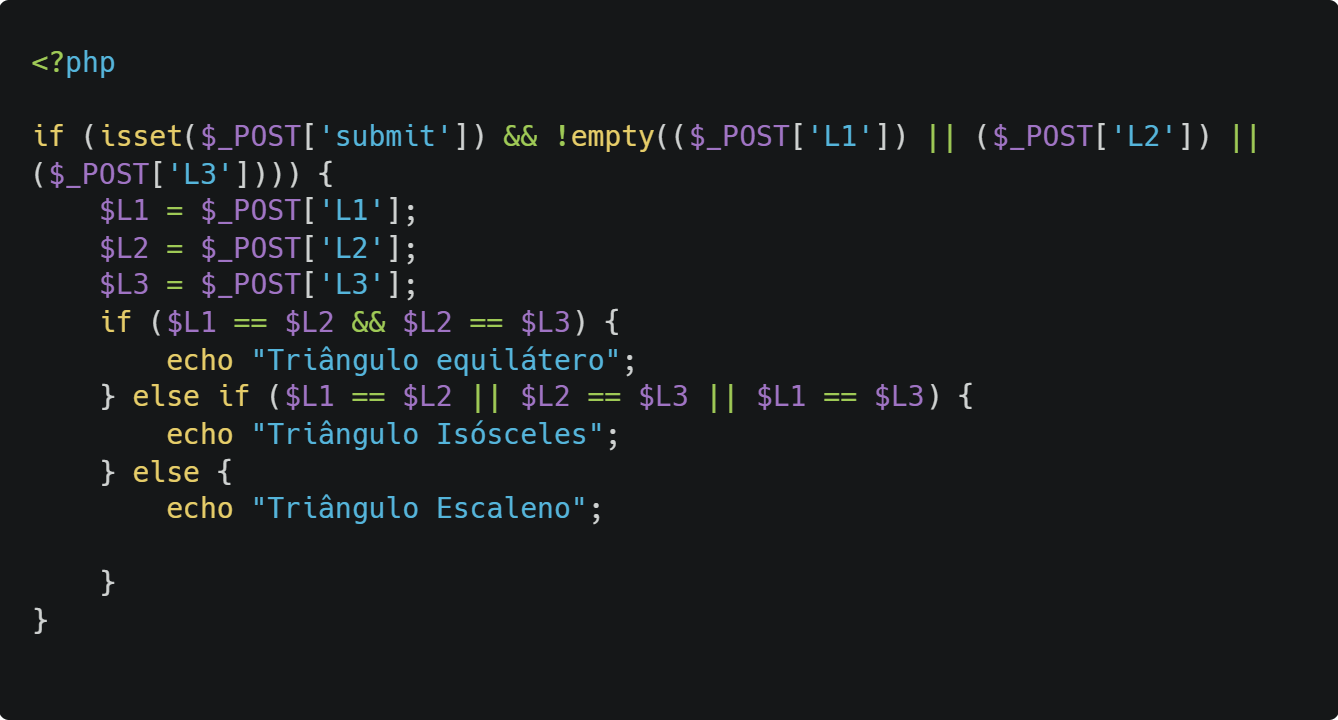 <?php
if (isset($_POST['submit']) && !empty(($_POST['L1']) || ($_POST['L2']) ||
($_POST['L3']))) {
    $L1 = $_POST['L1'];
    $L2 = $_POST['L2'];
    $L3 = $_POST['L3'];
    if ($L1 == $L2 && $L2 == $L3) {
        echo "Triângulo equilátero";
    } else if ($L1 == $L2 || $L2 == $L3 || $L1 == $L3) {
        echo "Triângulo Isósceles";
    } else {
        echo "Triângulo Escaleno";
    }
}